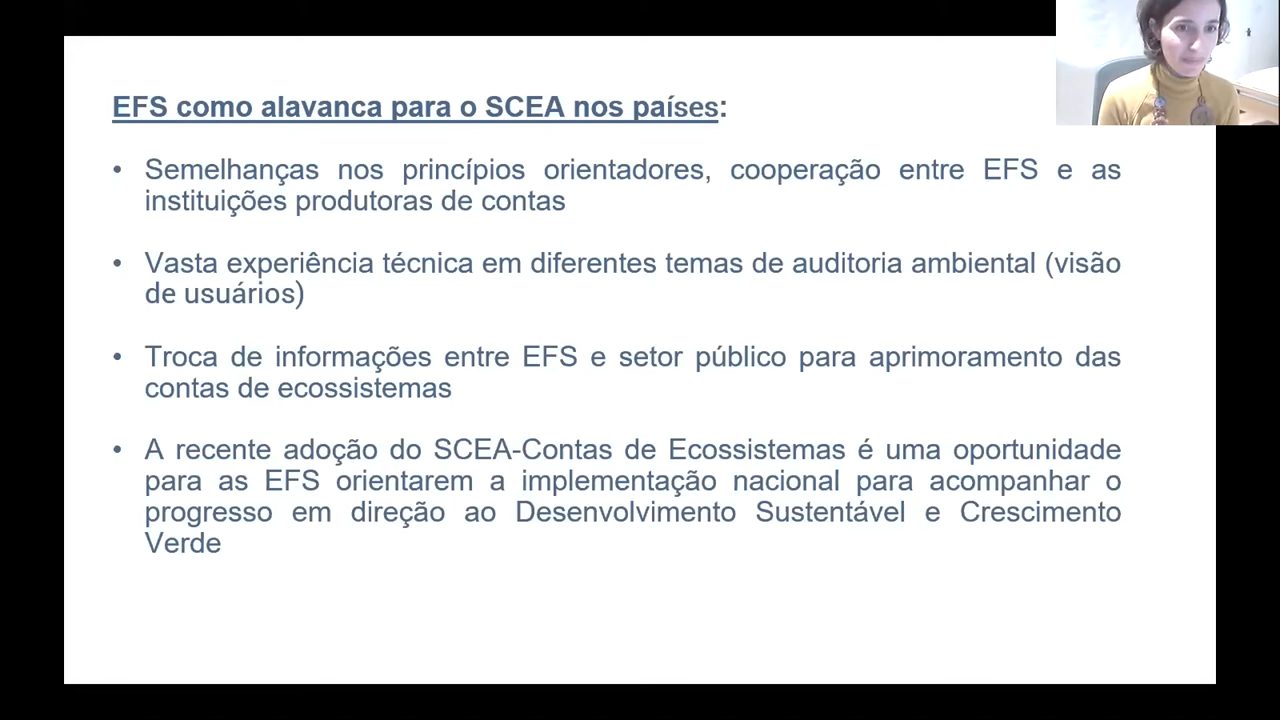 EFS como alavanca para o SCEA nos países:
• Semelhanças nos princípios orientadores, cooperação entre EFS e as
instituições produtoras de contas
• Vasta experiência técnica em diferentes temas de auditoria ambiental (visão
de usuários)
• Troca de informações entre EFS e setor público para aprimoramento das
contas de ecossistemas
• A recente adoção do SCEA-Contas de Ecossistemas é uma oportunidade
para as EFS orientarem a implementação nacional para acompanhar o
progresso em direção ao Desenvolvimento Sustentável e Crescimento
Verde